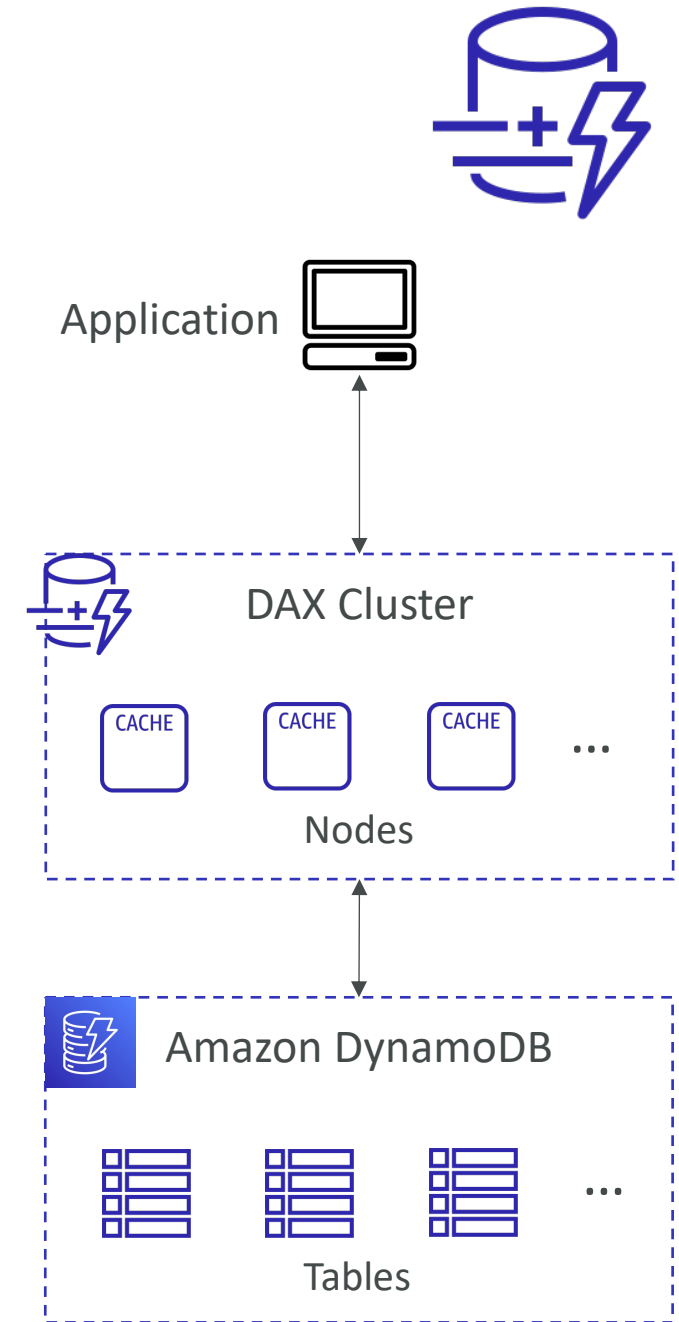 Application
DAX Cluster
CACHE CACHE CACHE ...
Nodes
Amazon DynamoDB
...
Tables